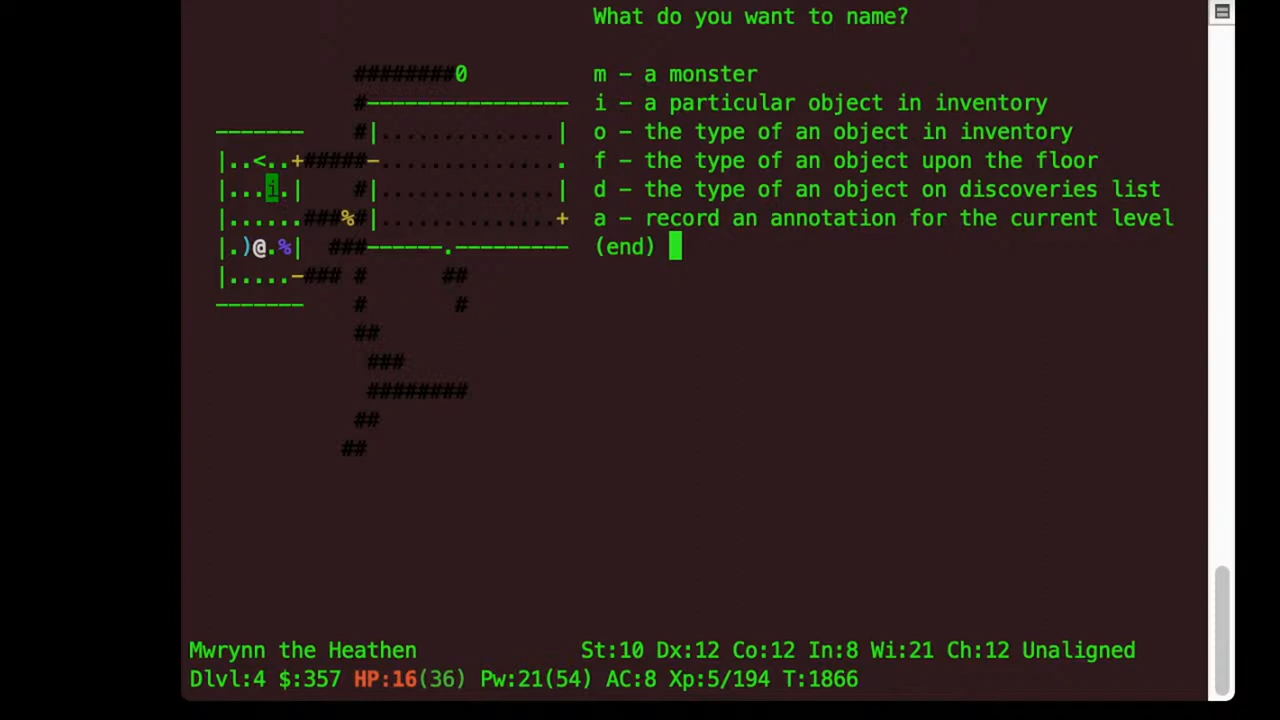 What do you want to name?
########0 m - a monster
#---------------- i - a particular object in inventory
------- #|..............| o - the type of an object in inventory
|..<..+#####-............... f - the type of an object upon the floor
|...i.| #|..............| d - the type of an object on discoveries list
|......###%#|..............+ a - record an annotation for the current level
|.)@.%| ###------.--------- (end)
|.....-### # ##
------- # #
##
###
########
##
##
Mwrynn the Heathen St:10 Dx:12 Co:12 In:8 Wi:21 Ch:12 Unaligned
Dlvl:4 $:357 HP:16(36) Pw:21(54) AC:8 Xp:5/194 T:1866